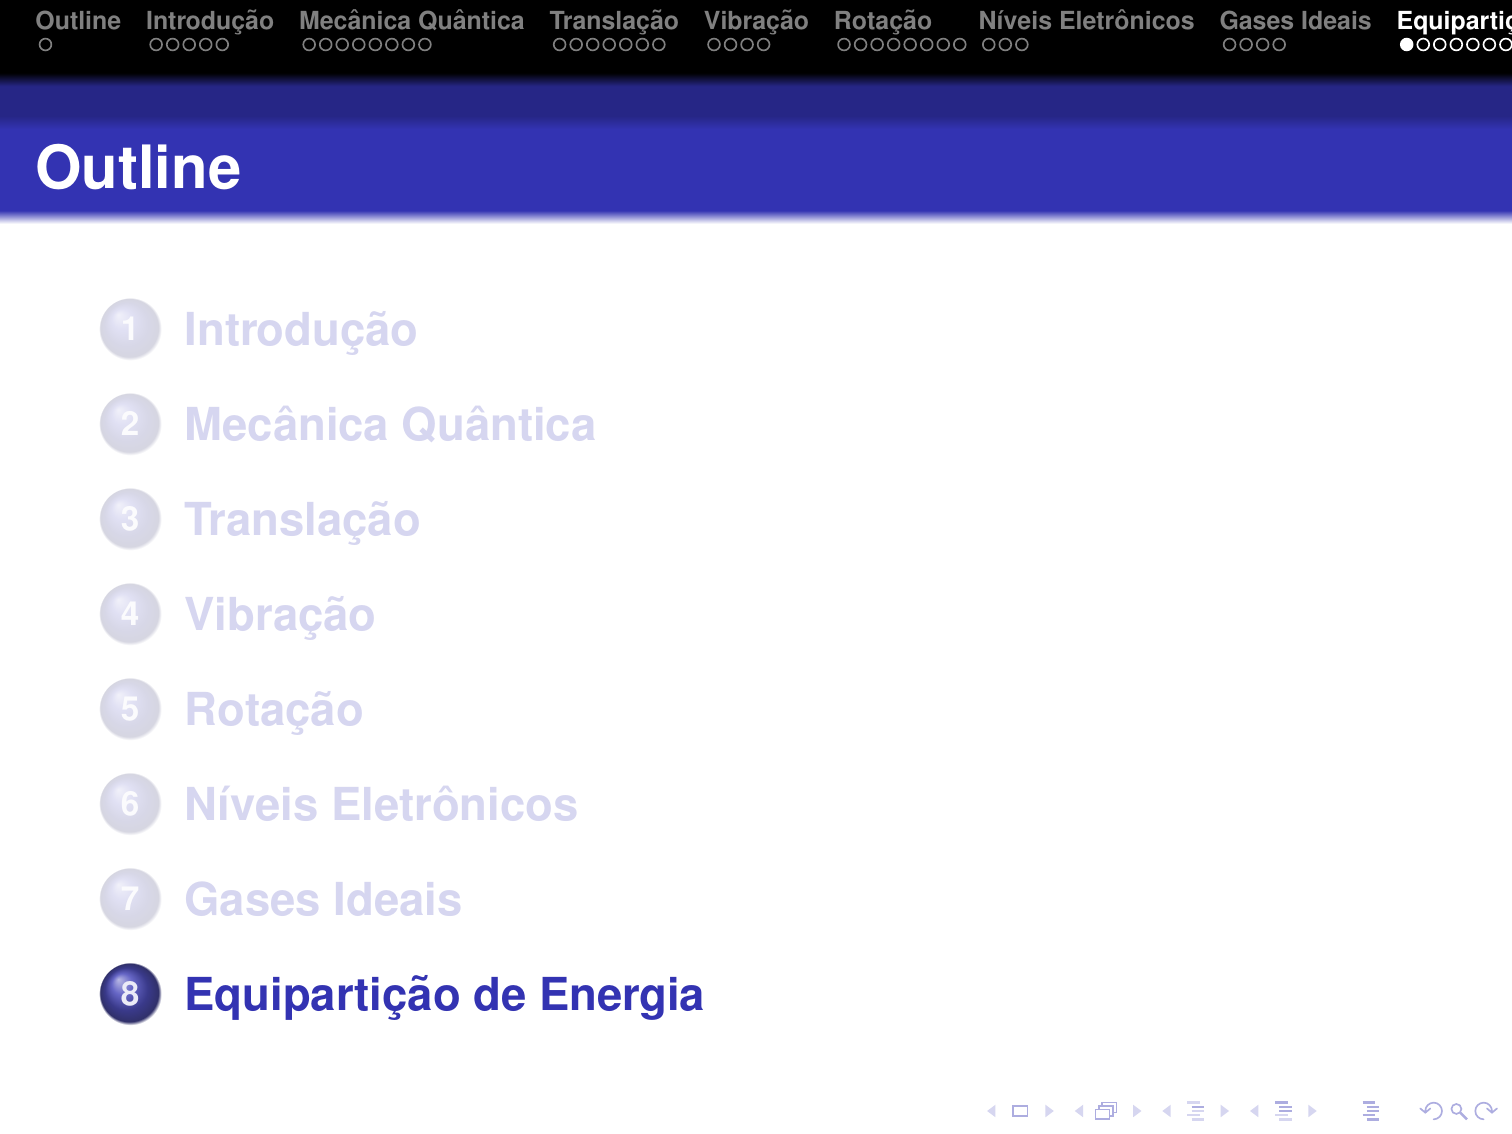 Outline Introdução Mecânica Quântica Translação Vibração Rotação Níveis Eletrônicos Gases Ideais Equipartiç
Outline
1 Introdução
2 Mecânica Quântica
3 Translação
4 Vibração
5 Rotação
6 Níveis Eletrônicos
7 Gases Ideais
8 Equipartição de Energia